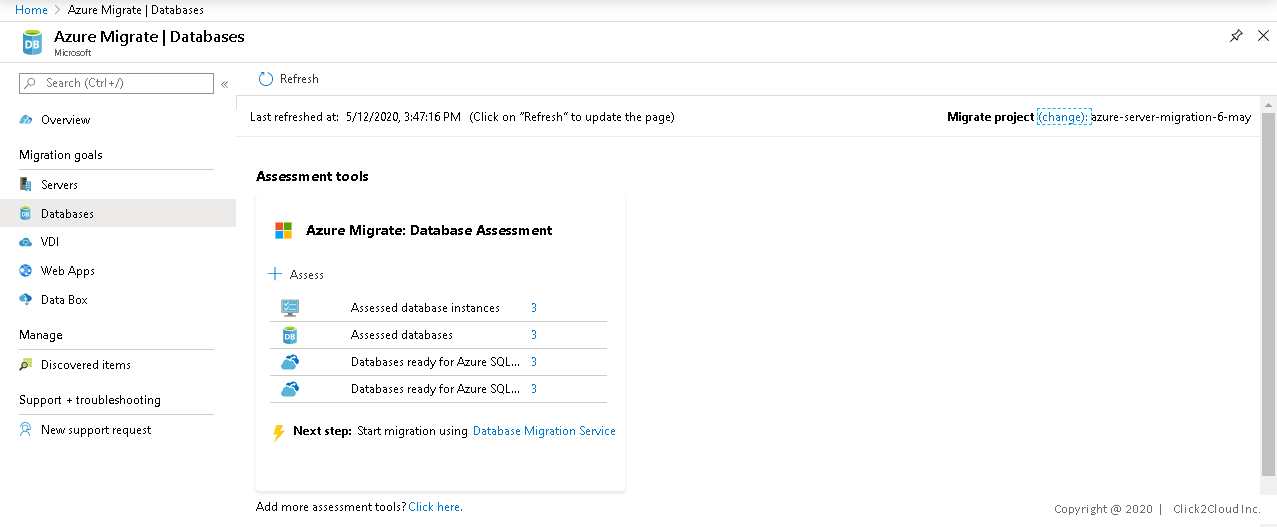 Home > Azure Migrate | Databases
Azure Migrate | Databases
Microsoft
Search (Ctrl+/)
«
Overview
Migration goals
Servers
Databases
VDI
Web Apps
Data Box
Manage
Discovered items
Support + troubleshooting
New support request
Refresh
Last refreshed at: 5/12/2020, 3:47:16 PM (Click on "Refresh" to update the page)
Migrate project (change): azure-server-migration-6-may
Assessment tools
Azure Migrate: Database Assessment
Assess
Assessed database instances 3
DB Assessed databases 3
Databases ready for Azure SQL... 3
Databases ready for Azure SQL... 3
Next step: Start migration using Database Migration Service
Add more assessment tools? Click here.
Copyright @ 2020 | Click2Cloud Inc.